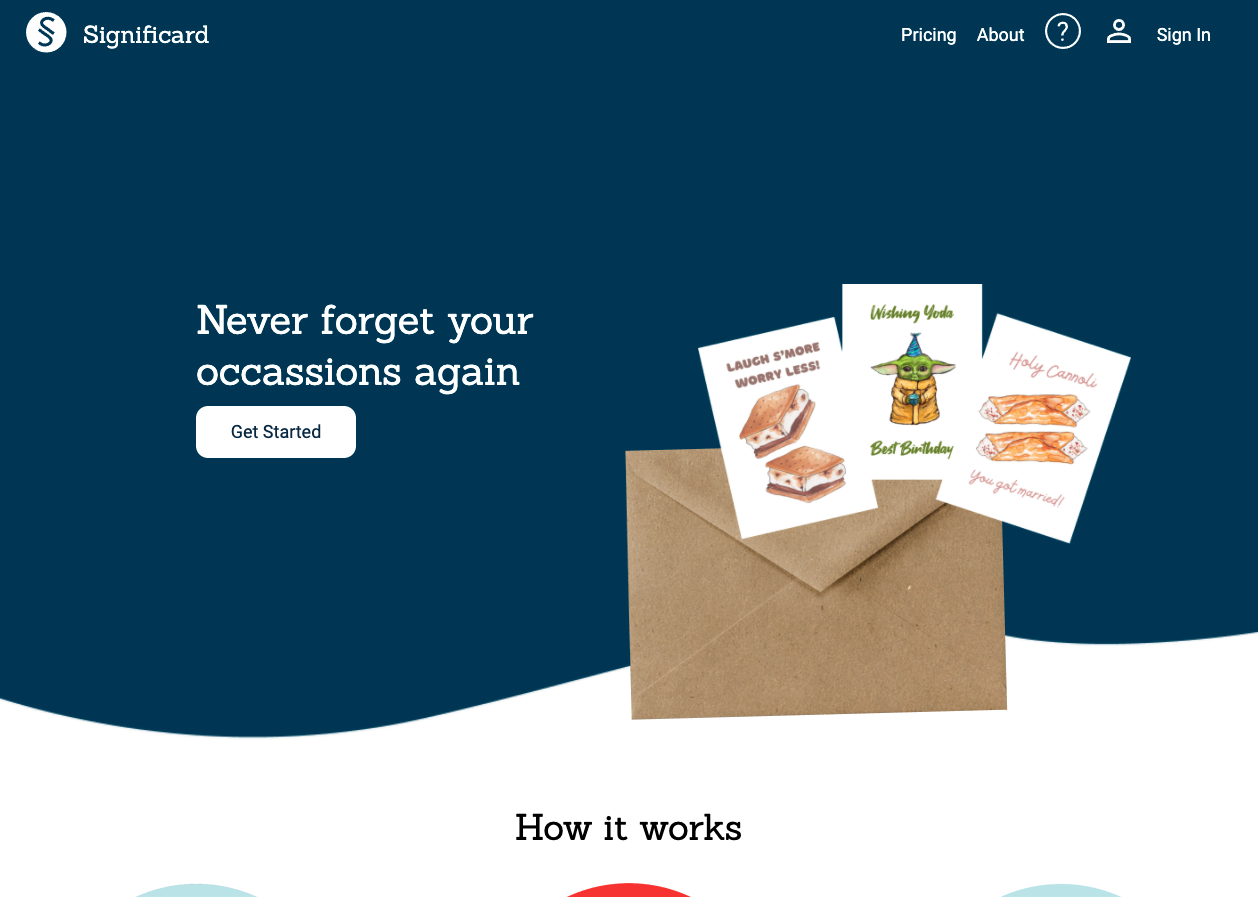 Significard
Pricing
About
?
Sign In
Never forget your
occassions again
Get Started
LAUGH S'MORE
WORRY LESS!
Wishing Yoda
Best Birthday
Holy Cannoli
You got married!
How it works